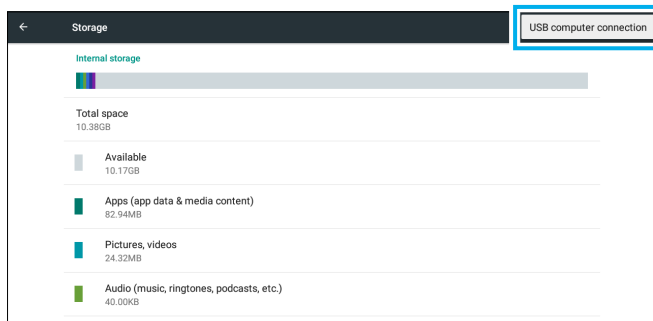 Storage
USB computer connection
Internal storage
Total space
10.38GB
Available
10.17GB
Apps (app data & media content)
82.94MB
Pictures, videos
24.32MB
Audio (music, ringtones, podcasts, etc.)
40.00KB